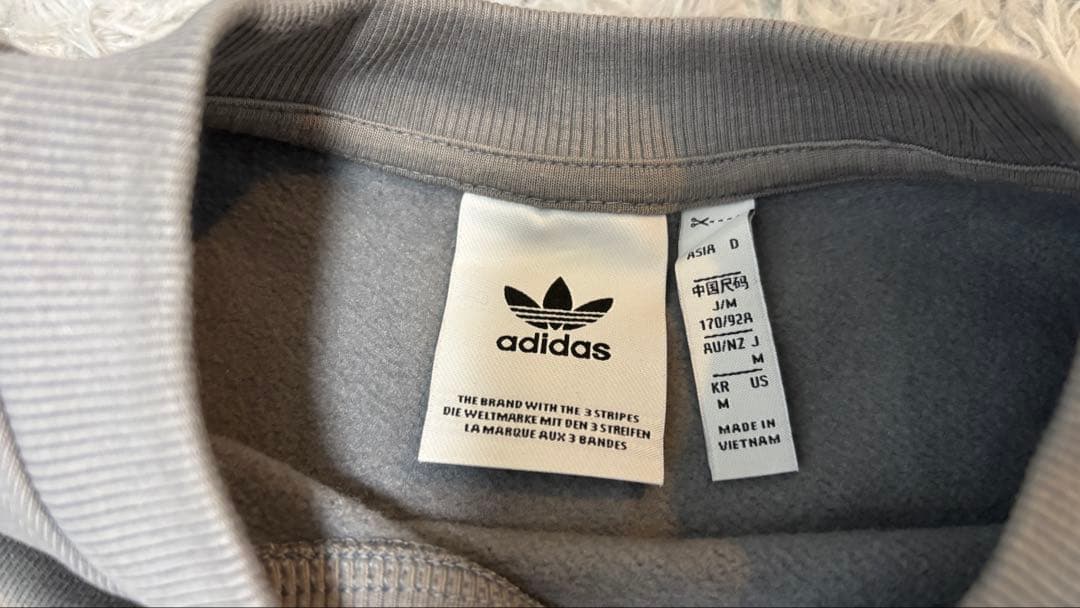 adidas
THE BRAND WITH THE 3 STRIPES
DIE WELTMARKE MIT DEN 3 STREIFEN
LA MARQUE AUX 3 BANDES
ASIA D
中国尺码
J/M
170/92A
AU/NZ J
M
KR US
M
MADE IN
VIETNAM